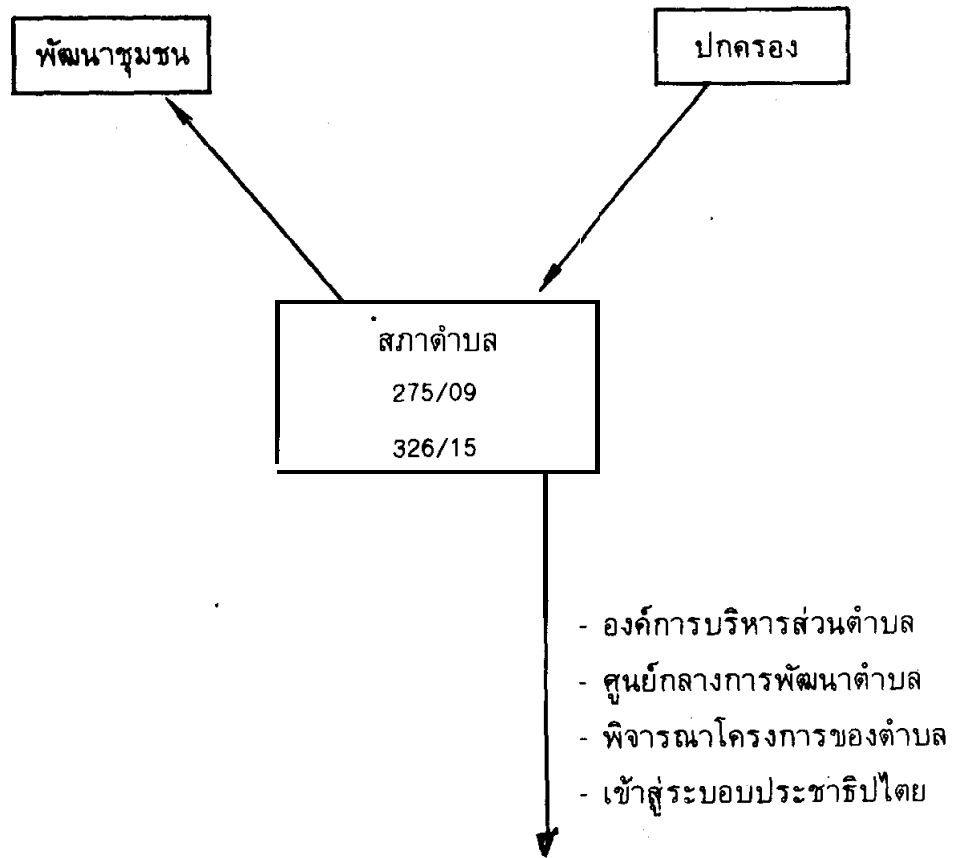 พัฒนาชุมชน
ปกครอง
สภาตำบล
275/09
326/15
- องค์การบริหารส่วนตำบล
- ศูนย์กลางการพัฒนาตำบล
- พิจารณาโครงการของตำบล
- เข้าสู่ระบอบประชาธิปไตย